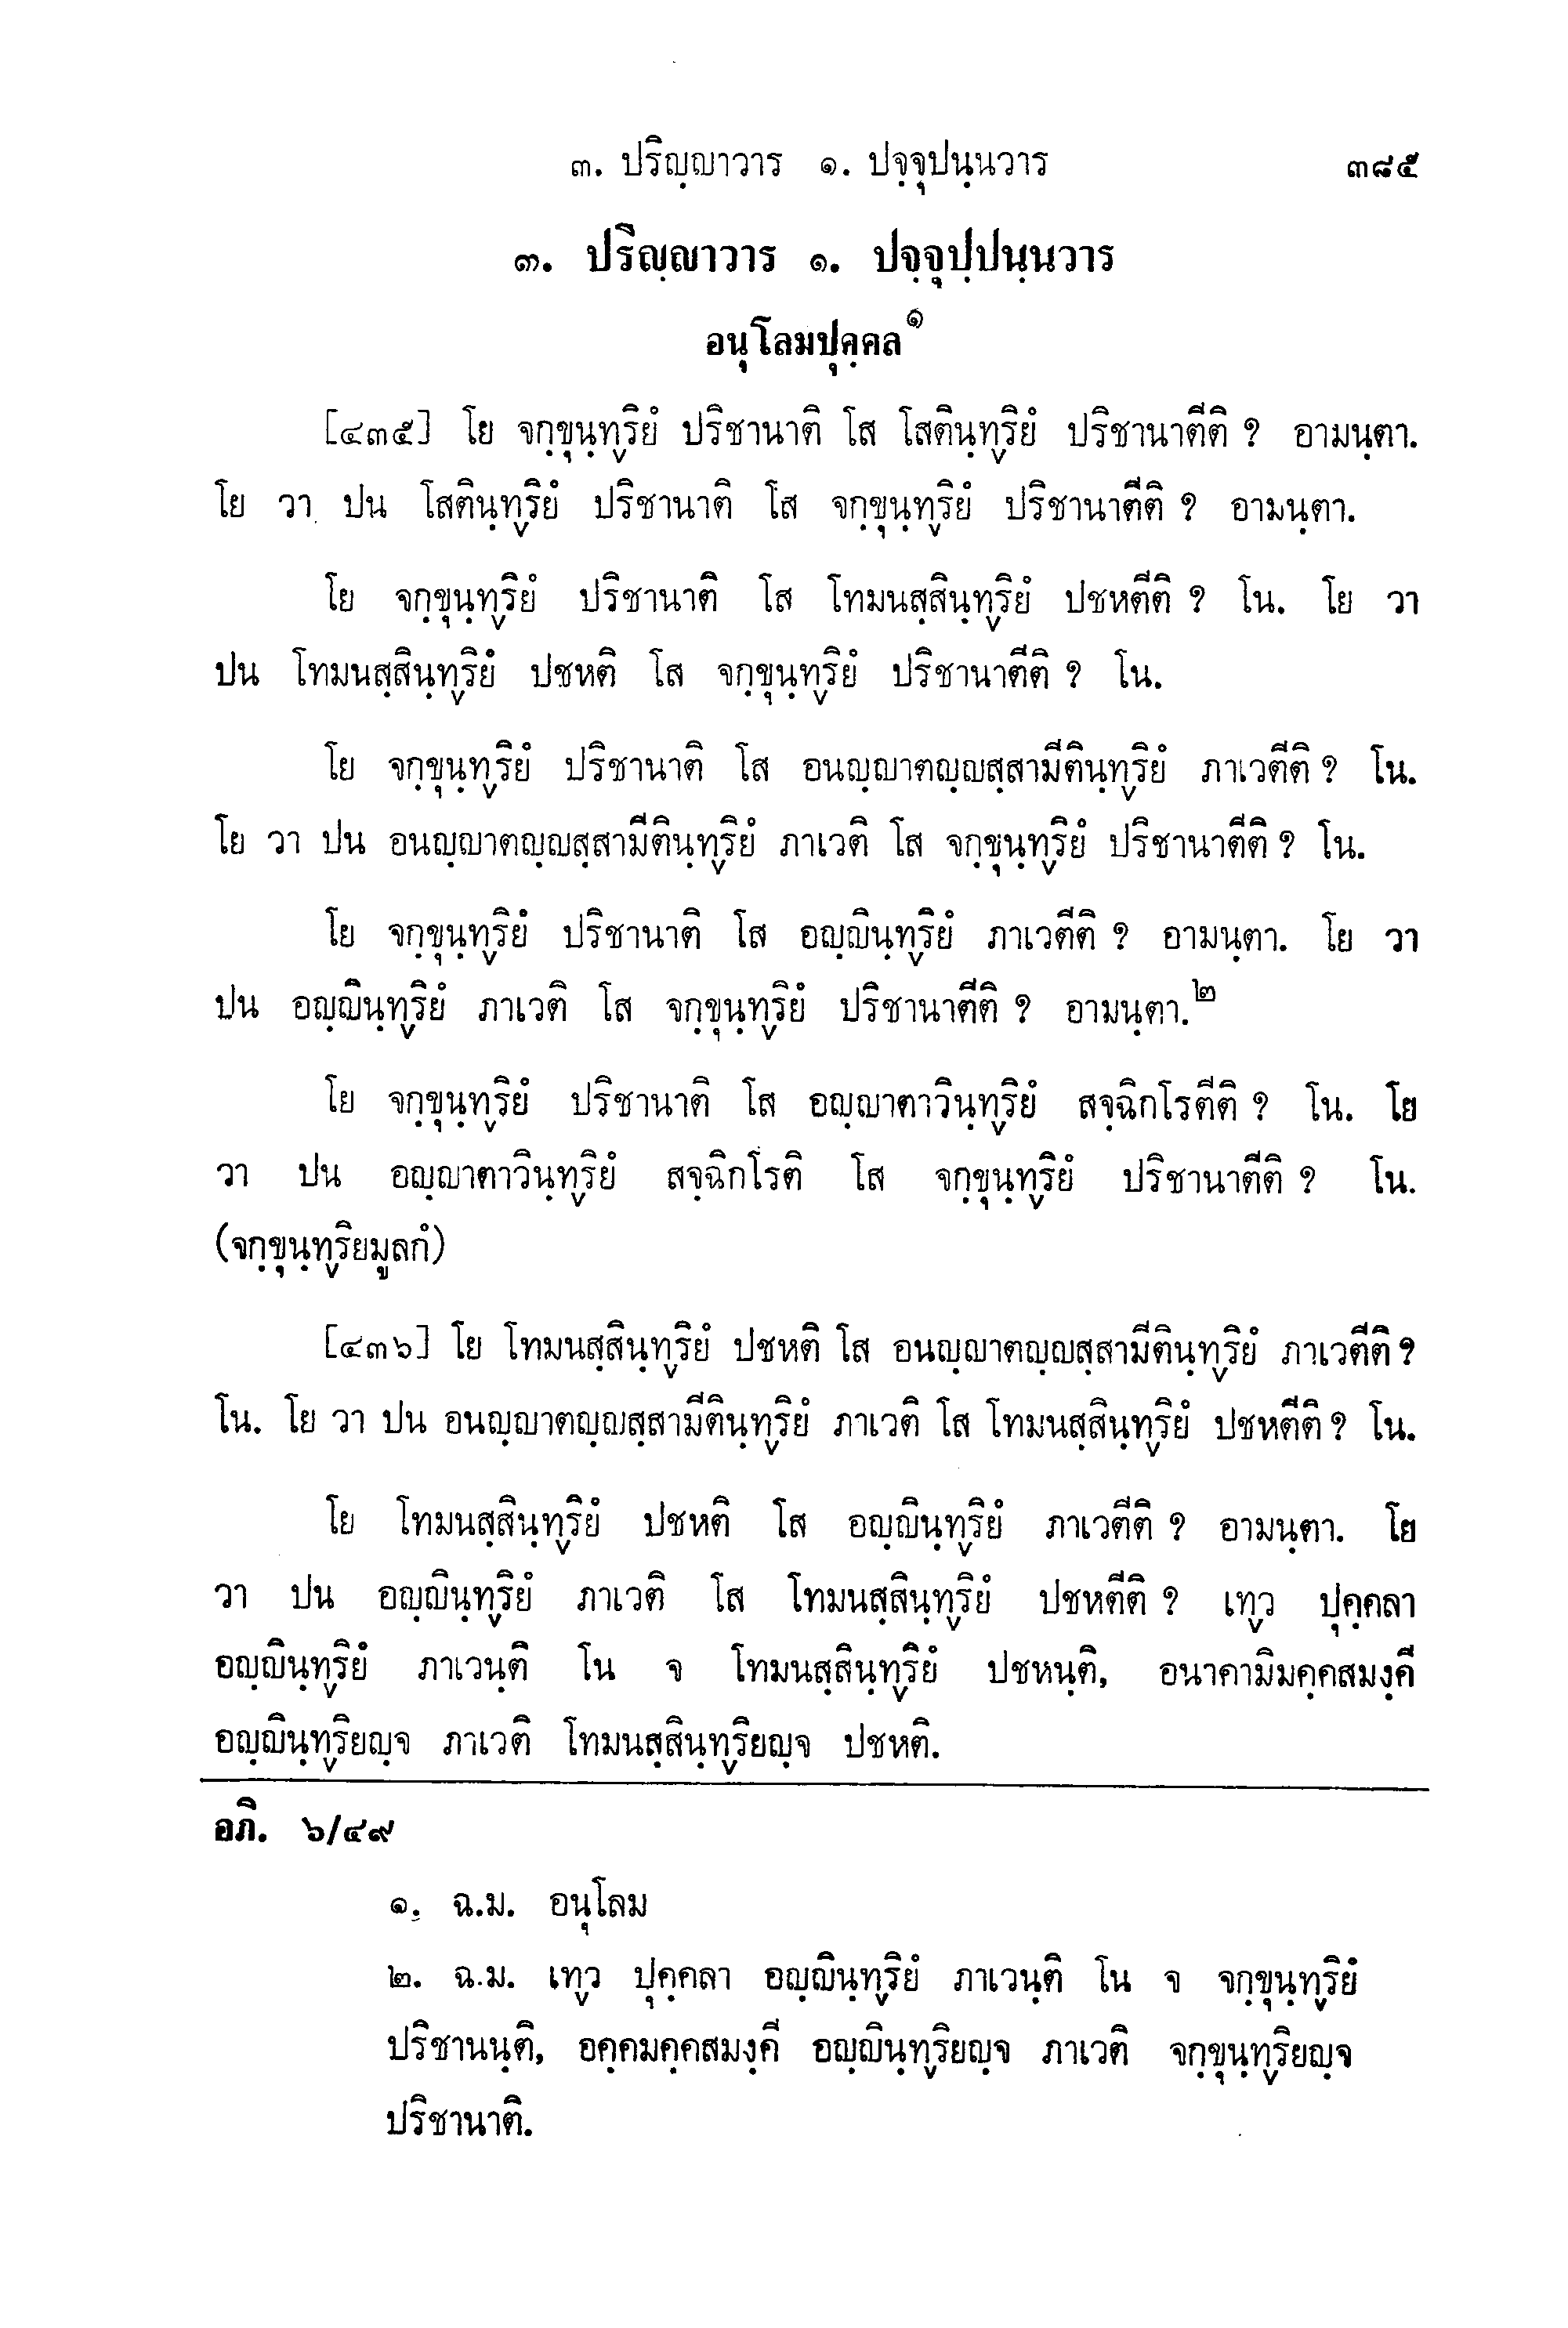 ๓. ปริญฺญาวาร ๑. ปจฺจุปนฺนวาร ๓๘๕
๓. ปริญฺญาวาร ๑. ปจฺจุปฺปนฺนวาร
อนุโลมปุคฺคล๑
[๔๓๕] โย จกฺขุนฺทฺริยํ ปริชานาติ โส โสตินฺทฺริยํ ปริชานาตีติ ? อามนฺตา.
โย วา ปน โสตินฺทฺริยํ ปริชานาติ โส จกฺขุนฺทฺริยํ ปริชานาตีติ ? อามนฺตา.
โย จกฺขุนฺทฺริยํ ปริชานาติ โส โทมนสฺสินฺทฺริยํ ปชหตีติ ? โน. โย วา
ปน โทมนสฺสินฺทฺริยํ ปชหติ โส จกฺขุนฺทฺริยํ ปริชานาตีติ ? โน.
โย จกฺขุนฺทฺริยํ ปริชานาติ โส อนญฺญาตญฺญสฺสามีตินฺทฺริยํ ภาเวตีติ ? โน.
โย วา ปน อนญฺญาตญฺญสฺสามีตินฺทฺริยํ ภาเวติ โส จกฺขุนฺทฺริยํ ปริชานาตีติ ? โน.
โย จกฺขุนฺทฺริยํ ปริชานาติ โส อญฺญินฺทฺริยํ ภาเวตีติ ? อามนฺตา. โย วา
ปน อญฺญินฺทฺริยํ ภาเวติ โส จกฺขุนฺทฺริยํ ปริชานาตีติ ? อามนฺตา.๒
โย จกฺขุนฺทฺริยํ ปริชานาติ โส อญฺญาตาวินฺทฺริยํ สจฺฉิกโรตีติ ? โน. โย
วา ปน อญฺญาตาวินฺทฺริยํ สจฺฉิกโรติ โส จกฺขุนฺทฺริยํ ปริชานาตีติ ? โน.
(จกฺขุนฺทฺริยมูลกํ)
[๔๓๖] โย โทมนสฺสินฺทฺริยํ ปชหติ โส อนญฺญาตญฺญสฺสามีตินฺทฺริยํ ภาเวตีติ ?
โน. โย วา ปน อนญฺญาตญฺญสฺสามีตินฺทฺริยํ ภาเวติ โส โทมนสฺสินฺทฺริยํ ปชหตีติ ? โน.
โย โทมนสฺสินฺทฺริยํ ปชหติ โส อญฺญินฺทฺริยํ ภาเวตีติ ? อามนฺตา. โย
วา ปน อญฺญินฺทฺริยํ ภาเวติ โส โทมนสฺสินฺทฺริยํ ปชหตีติ ? เทฺว ปุคฺคลา
อญฺญินฺทฺริยํ ภาเวนฺติ โน จ โทมนสฺสินฺทฺริยํ ปชหนฺติ, อนาคามิมคฺคสมงฺคี
อญฺญินฺทฺริยญฺจ ภาเวติ โทมนสฺสินฺทฺริยญฺจ ปชหติ.
อภิ. ๖/๔๙
๑. ฉ.ม. อนุโลม
๒. ฉ.ม. เทฺว ปุคฺคลา อญฺญินฺทฺริยํ ภาเวนฺติ โน จ จกฺขุนฺทฺริยํ
ปริชานนฺติ, อคฺคมคฺคสมงฺคี อญฺญินฺทฺริยญฺจ ภาเวติ จกฺขุนฺทฺริยญฺจ
ปริชานาติ.